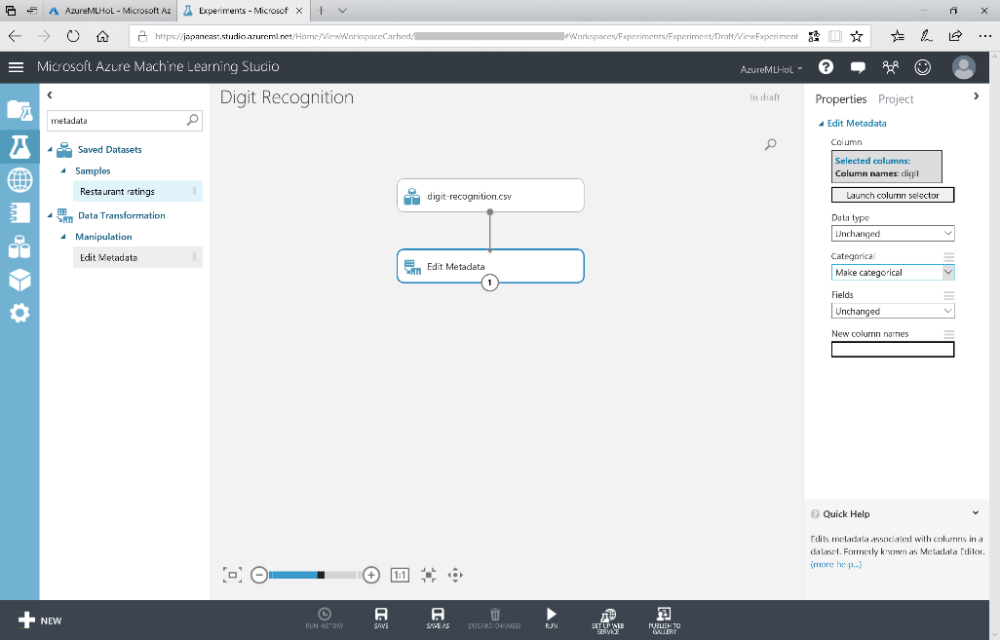 AzureMLHoL - Microsoft Az
Experiments - Microsof
https://japaneast.studio.azureml.net/Home/ViewWorkspaceCached/ #Workspaces/Experiments/Experiment/Draft/ViewExperiment
Microsoft Azure Machine Learning Studio
AzureMLHoL
metadata
Saved Datasets
Samples
Restaurant ratings
Data Transformation
Manipulation
Edit Metadata
Digit Recognition
In draft
digit-recognition.csv
Edit Metadata
1
1:1
Properties Project
Edit Metadata
Column
Selected columns:
Column names: digit
Launch column selector
Data type
Unchanged
Categorical
Make categorical
Fields
Unchanged
New column names
Quick Help
Edits metadata associated with columns in a
dataset. Formerly known as Metadata Editor.
(more help...)
NEW
RUN HISTORY
SAVE
SAVE AS
DISCARD CHANGES
RUN
SET UP WEB
SERVICE
PUBLISH TO
GALLERY